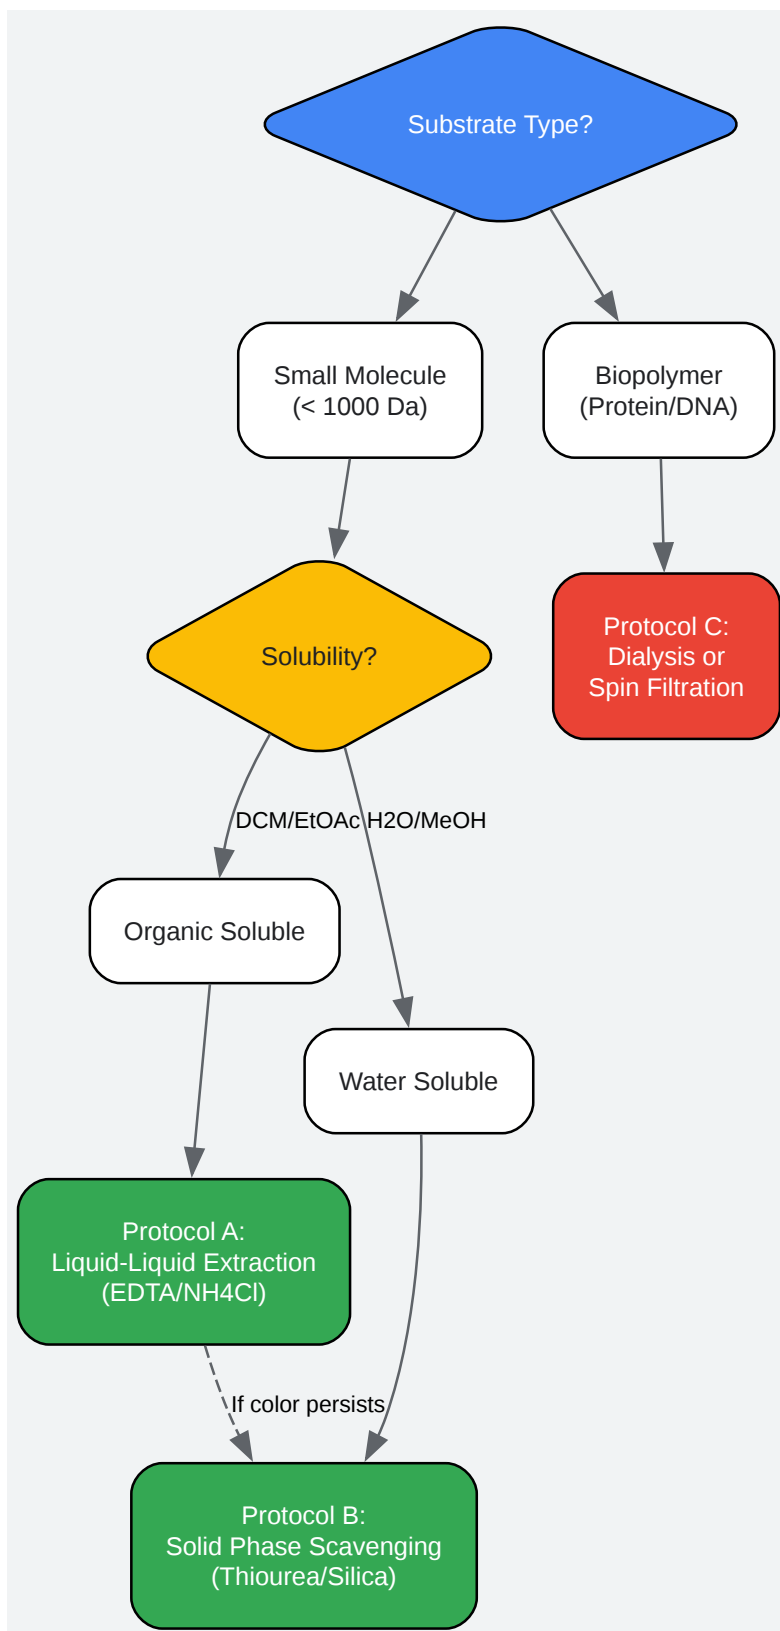 Substrate Type?
Small Molecule
(< 1000 Da)
Biopolymer
(Protein/DNA)
Solubility?
Protocol C:
Dialysis or
Spin Filtration
DCM/EtOAc
H2O/MeOH
Organic Soluble
Water Soluble
Protocol A:
Liquid-Liquid Extraction
(EDTA/NH4Cl)
If color persists
Protocol B:
Solid Phase Scavenging
(Thiourea/Silica)